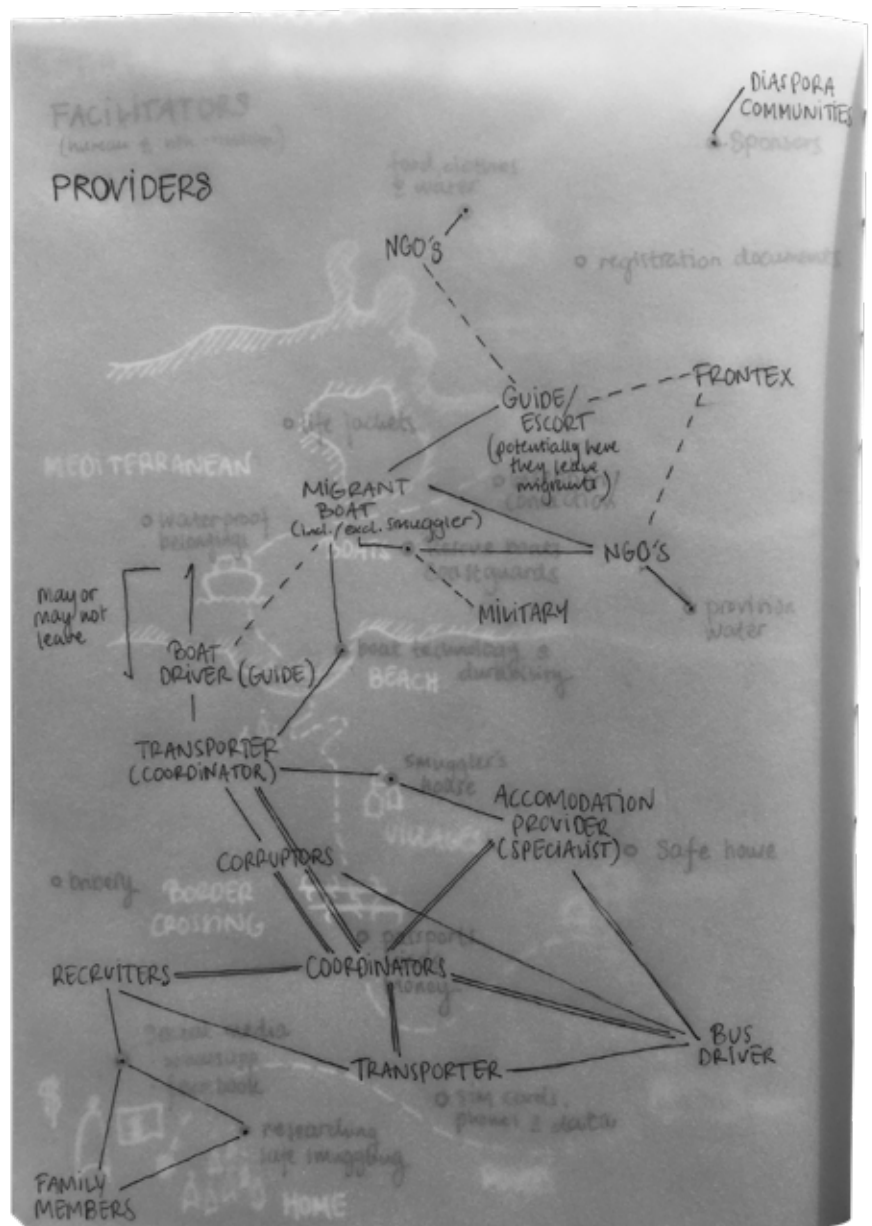 DIASPORA
COMMUNITIES
Sponsors
FACILITATORS
PROVIDERS
food, clothes
& water
NGO'S
registration documents
FRONTEX
GUIDE/
ESCORT
(potentially here
they leave
migrants)
life jackets
MEDITERRANEAN
MIGRANT
BOAT
(incl./excl. smuggler)
waterproof
belongings
BOATS
rescue boats
coastguards
NGO'S
MILITARY
provision
water
may or
may not
leave
BOAT
DRIVER (GUIDE)
boat technology &
durability
BEACH
TRANSPORTER
(COORDINATOR)
smuggler's
house
VILLAGES
ACCOMODATION
PROVIDER
(SPECIALIST)
Safe house
CORRUPTORS
bribery
BORDER
CROSSING
passports
money
RECRUITERS
COORDINATORS
BUS
DRIVER
social media
whatsapp
facebook
TRANSPORTER
sim cards,
phones & data
researching
safe smuggling
FAMILY
MEMBERS
HOME